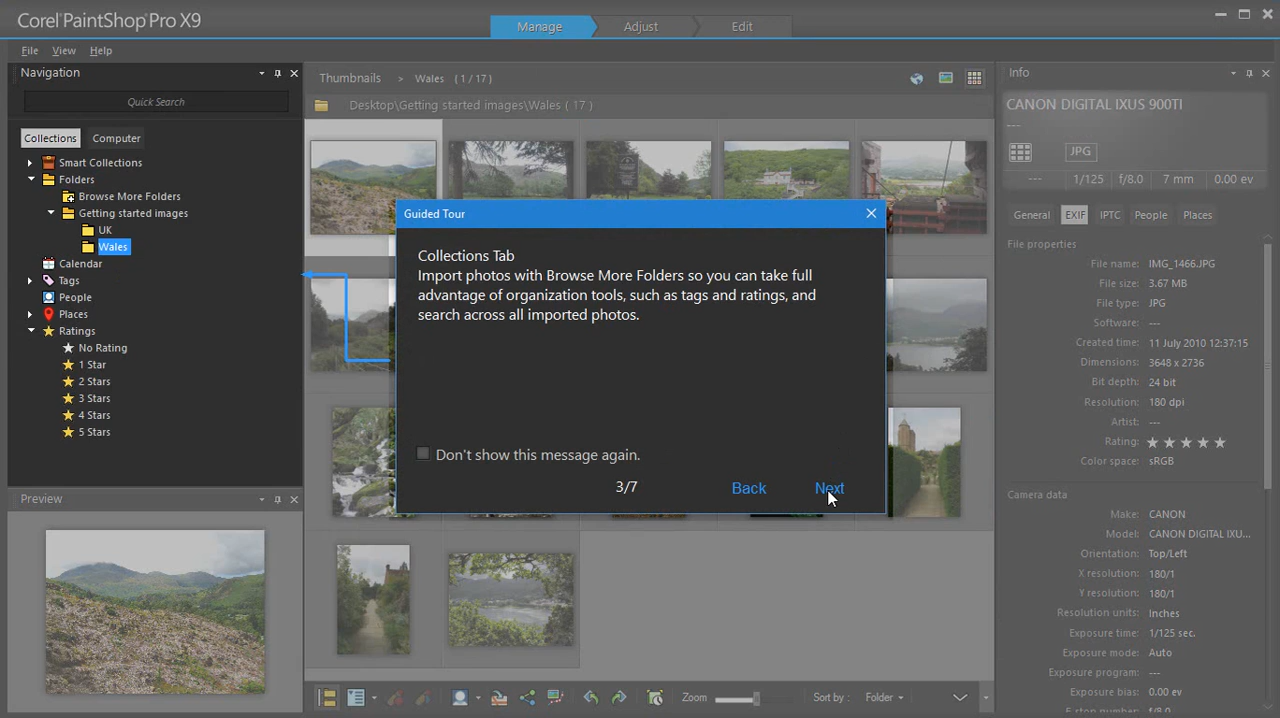 Corel PaintShop Pro X9
Manage
Adjust
Edit
File
View
Help
Navigation
Quick Search
Collections
Computer
Smart Collections
Folders
Browse More Folders
Getting started images
UK
Wales
Calendar
Tags
People
Places
Ratings
No Rating
1 Star
2 Stars
3 Stars
4 Stars
5 Stars
Preview
Thumbnails > Wales ( 1 / 17 )
Desktop\Getting started images\Wales ( 17 )
Guided Tour
Collections Tab
Import photos with Browse More Folders so you can take full
advantage of organization tools, such as tags and ratings, and
search across all imported photos.
Don't show this message again.
3/7
Back
Next
Zoom
Sort by :
Folder
Info
CANON DIGITAL IXUS 900TI
---
JPG
--- 1/125 f/8.0 7 mm 0.00 ev
General
EXIF
IPTC
People
Places
File properties
File name: IMG_1466.JPG
File size: 3.67 MB
File type: JPG
Software: ---
Created time: 11 July 2010 12:37:15
Dimensions: 3648 x 2736
Bit depth: 24 bit
Resolution: 180 dpi
Artist: ---
Rating:
Color space: sRGB
Camera data
Make: CANON
Model: CANON DIGITAL IXU...
Orientation: Top/Left
X resolution: 180/1
Y resolution: 180/1
Resolution units: Inches
Exposure time: 1/125 sec.
Exposure mode: Auto
Exposure program: ---
Exposure bias: 0.00 ev
F-stop number: f/8.0